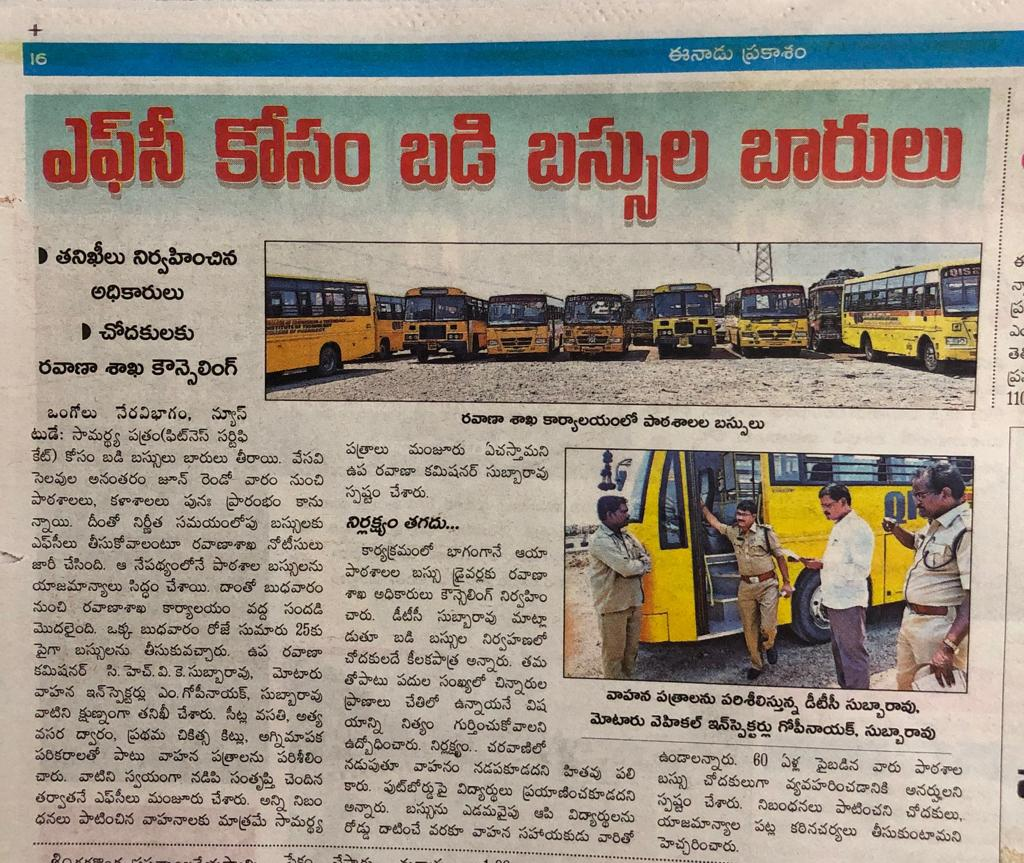 16
ఈనాడు ప్రకాశం
ఎఫ్‌సీ కోసం బడి బస్సుల బారులు
తనిఖీలు నిర్వహించిన
అధికారులు
చోదకులకు
రవాణా శాఖ కౌన్సెలింగ్
రవాణా శాఖ కార్యాలయంలో పాఠశాలల బస్సులు
ఒంగోలు నేరవిభాగం, న్యూస్
టుడే: సామర్థ్య పత్రం(ఫిట్‌నెస్ సర్టిఫి
కేట్) కోసం బడి బస్సులు బారులు తీరాయి. వేసవి
సెలవుల అనంతరం జూన్ రెండో వారం నుంచి
పాఠశాలలు, కళాశాలలు పునః ప్రారంభం కాను
న్నాయి. దీంతో నిర్ణీత సమయంలోపు బస్సులకు
ఎఫ్‌సీలు తీసుకోవాలంటూ రవాణాశాఖ నోటీసులు
జారీ చేసింది. ఆ నేపథ్యంలోనే పాఠశాల బస్సులను
యాజమాన్యాలు సిద్ధం చేశాయి. దాంతో బుధవారం
నుంచి రవాణాశాఖ కార్యాలయం వద్ద సందడి
మొదలైంది. ఒక్క బుధవారం రోజే సుమారు 25కు
పైగా బస్సులను తీసుకువచ్చారు. ఉప రవాణా
కమిషనర్ సి.హెచ్.వి.కె.సుబ్బారావు, మోటారు
వాహన ఇన్‌స్పెక్టర్లు ఎం.గోపీనాయక్, సుబ్బారావు
వాటిని క్షుణ్నంగా తనిఖీ చేశారు. సీట్ల వసతి, అత్య
వసర ద్వారం, ప్రథమ చికిత్స కిట్లు, అగ్నిమాపక
పరికరాలతో పాటు వాహన పత్రాలను పరిశీలిం
చారు. వాటిని స్వయంగా నడిపి సంతృప్తి చెందిన
తర్వాతనే ఎఫ్‌సీలు మంజూరు చేశారు. అన్ని నిబం
ధనలు పాటించిన వాహనాలకు మాత్రమే సామర్థ్య
పత్రాలు మంజూరు చేస్తామని
ఉప రవాణా కమిషనర్ సుబ్బారావు
స్పష్టం చేశారు.
నిర్లక్ష్యం తగదు...
కార్యక్రమంలో భాగంగానే ఆయా
పాఠశాలల బస్సు డ్రైవర్లకు రవాణా
శాఖ అధికారులు కౌన్సెలింగ్ నిర్వహిం
చారు. డీటీసీ సుబ్బారావు మాట్లా
డుతూ బడి బస్సుల నిర్వహణలో
చోదకులదే కీలకపాత్ర అన్నారు. తమ
తోపాటు పదుల సంఖ్యలో చిన్నారుల
ప్రాణాలు చేతిలో ఉన్నాయనే విష
యాన్ని నిత్యం గుర్తించుకోవాలని
ఉద్బోధించారు. నిర్లక్ష్యం.. చరవాణిలో
నడుపుతూ వాహనం నడపకూడదని హితవు పలి
కారు. ఫుట్‌బోర్డుపై విద్యార్థులు ప్రయాణించకూడదని
అన్నారు. బస్సును ఎడమవైపు ఆపి విద్యార్థులను
రోడ్డు దాటించే వరకూ వాహన సహాయకుడు వారితో
వాహన పత్రాలను పరిశీలిస్తున్న డీటీసీ సుబ్బారావు,
మోటారు వెహికల్ ఇన్‌స్పెక్టర్లు గోపీనాయక్, సుబ్బారావు
ఉండాలన్నారు. 60 ఏళ్ల పైబడిన వారు పాఠశాల
బస్సు చోదకులుగా వ్యవహరించడానికి అనర్హులని
స్పష్టం చేశారు. నిబంధనలు పాటించని చోదకులు,
యాజమాన్యాల పట్ల కఠినచర్యలు తీసుకుంటామని
హెచ్చరించారు.